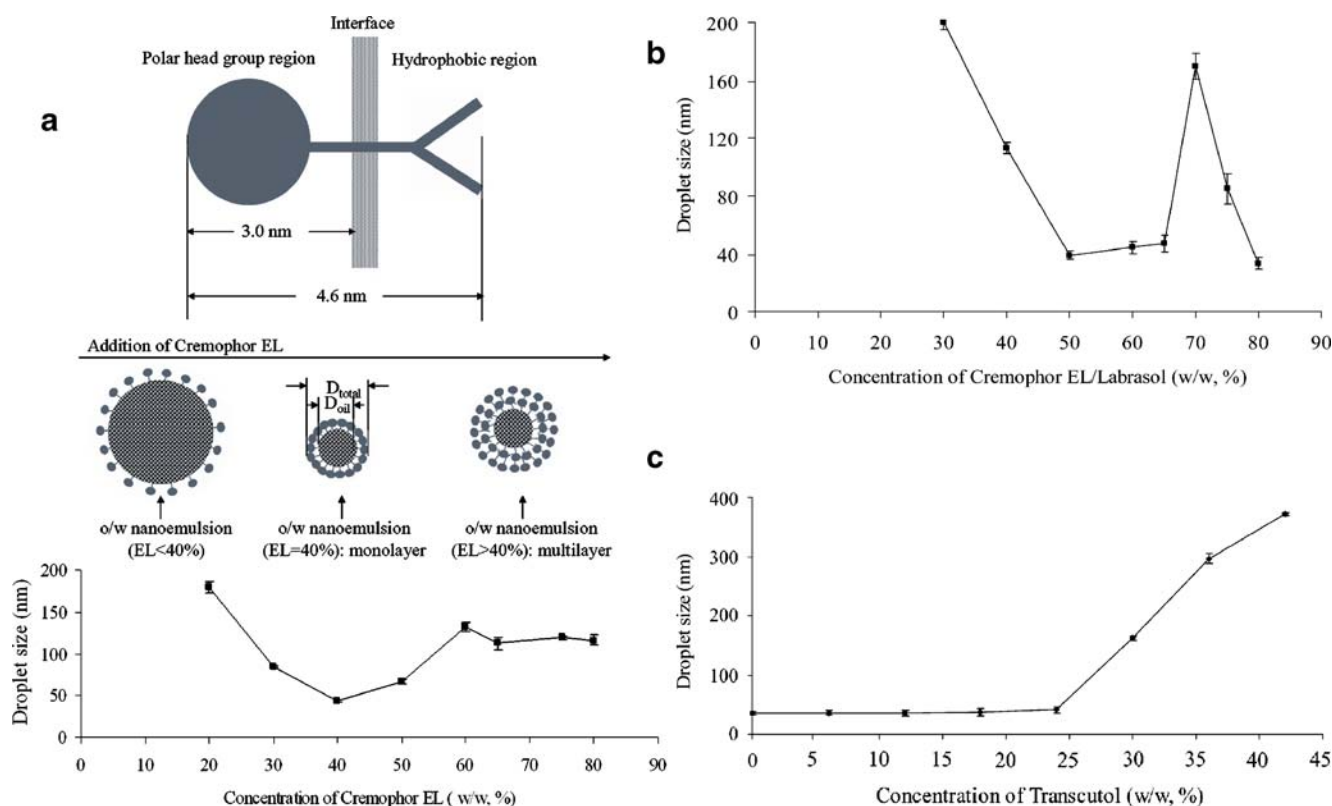 a
Interface
Polar head group region
Hydrophobic region
3.0 nm
4.6 nm
Addition of Cremophor EL
D_total
D_oil
o/w nanoemulsion
(EL<40%)
o/w nanoemulsion
(EL=40%): monolayer
o/w nanoemulsion
(EL>40%): multilayer
Droplet size (nm)
200
150
100
50
0
0 10 20 30 40 50 60 70 80 90
Concentration of Cremophor EL ( w/w, %)
b
Droplet size (nm)
200
160
120
80
40
0
0 10 20 30 40 50 60 70 80 90
Concentration of Cremophor EL/Labrasol (w/w, %)
c
Droplet size (nm)
400
300
200
100
0
0 5 10 15 20 25 30 35 40 45
Concentration of Transcutol (w/w, %)